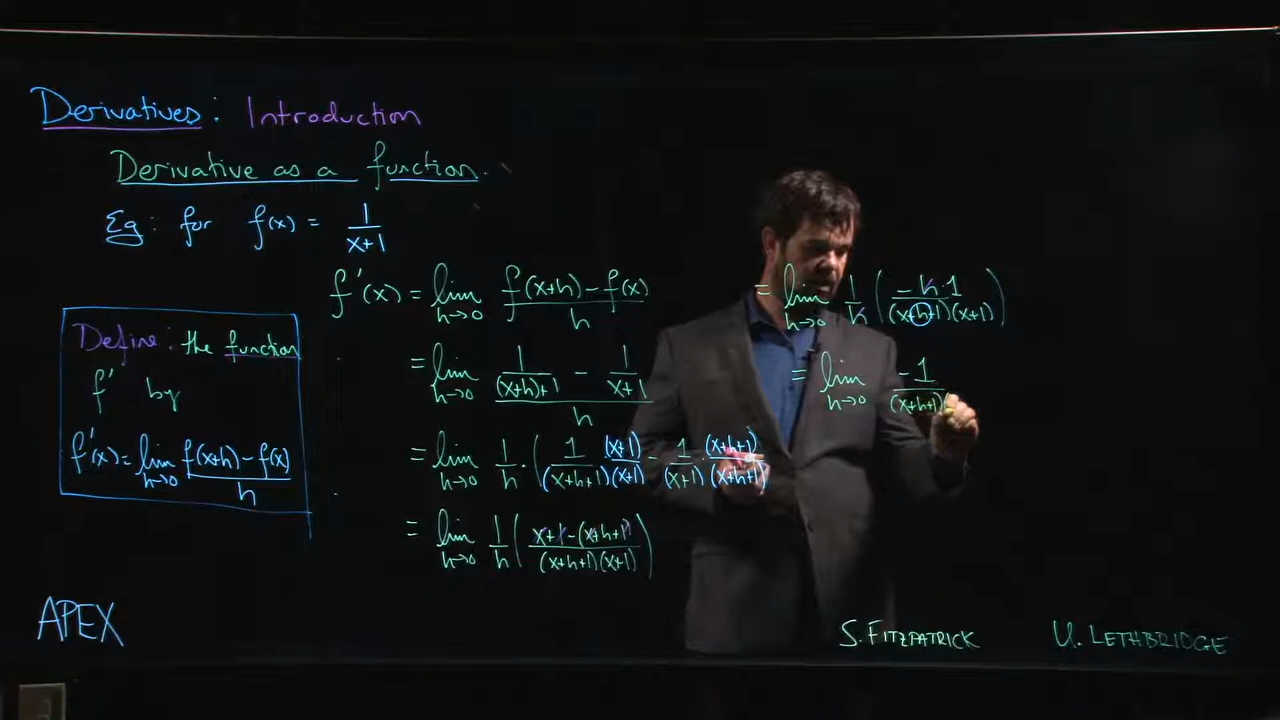 Derivatives: Introduction
Derivative as a function.
Eg: for f(x) = 1/(x+1)
f'(x) = lim h→0 (f(x+h) - f(x))/h
= lim h→0 (1/((x+h)+1) - 1/(x+1))/h
= lim h→0 1/h · (1/(x+h+1) (x+1)/(x+1) - 1/(x+1) · (x+h+1)/(x+h+1)
= lim h→0 1/h ((x+1-(x+h+1)/((x+h+1)(x+1)))
= lim h→0 1/h (-h·1/((x+h+1)(x+1)))
= lim h→0 -1/(x+h+1)
Define: the function
f' by
f'(x) = lim h→0 (f(x+h) - f(x))/h
APEX
S. FITZPATRICK
U. LETHBRIDGE